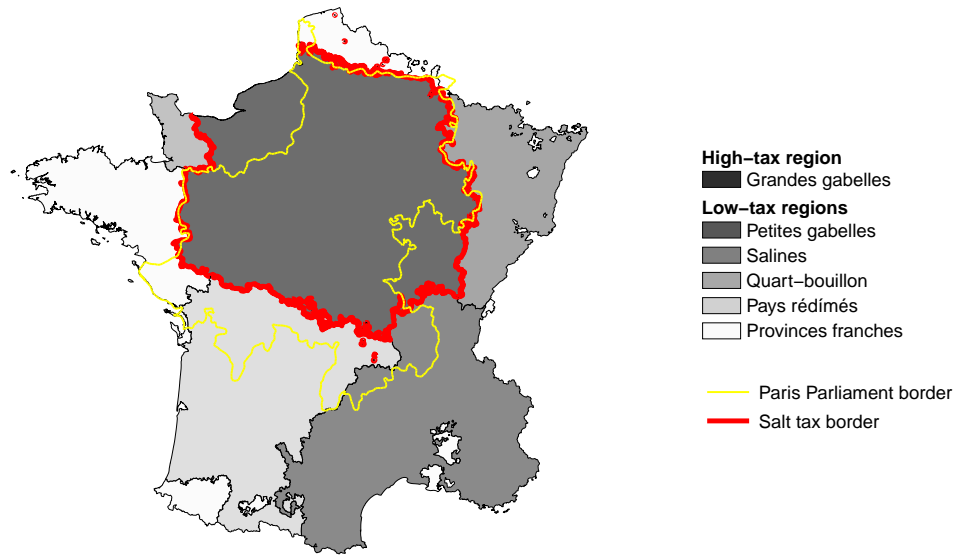 High−tax region
Grandes gabelles
Low−tax regions
Petites gabelles
Salines
Quart−bouillon
Pays rédímés
Provinces franches
Paris Parliament border
Salt tax border